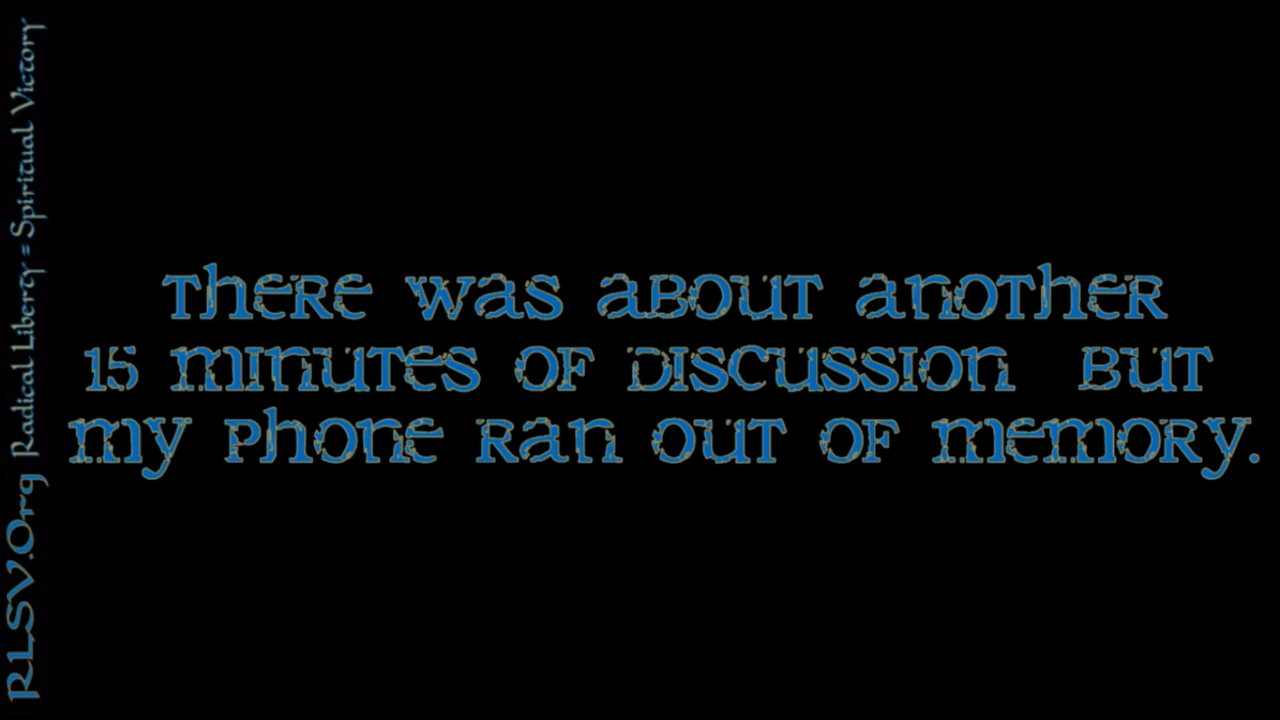 RLSV.Org Radical Liberty = Spiritual Victory
There was about another
15 minutes of discussion but
my phone ran out of memory.